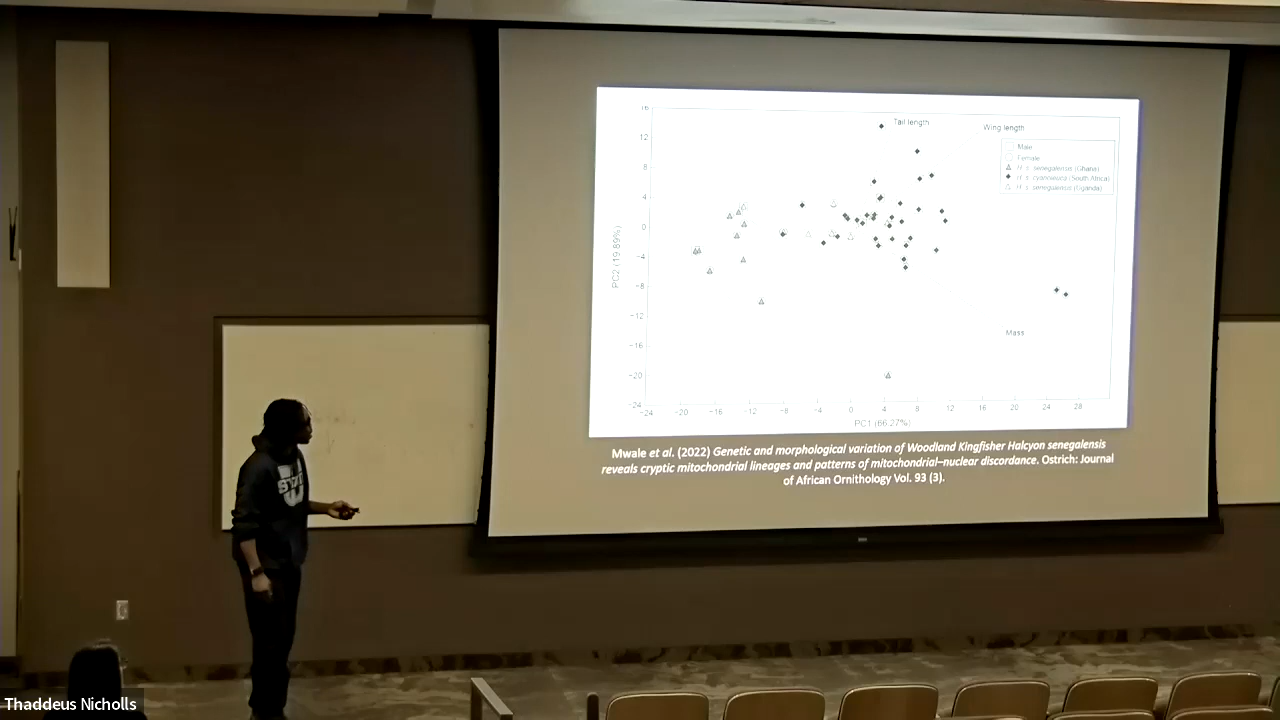 16
Tail length
Wing length
12
Male
Female
H. s. senegalensis (Ghana)
8
H. s. cyanoleuca (South Africa)
H. s. senegalensis (Uganda)
4
0
PC2 (19.89%)
−4
−8
−12
Mass
−16
−20
−24
−24 −20 −16 −12 −8 −4 0 4 8 12 16 20 24 28
PC1 (66.27%)
Mwale et al. (2022) Genetic and morphological variation of Woodland Kingfisher Halcyon senegalensis
reveals cryptic mitochondrial lineages and patterns of mitochondrial–nuclear discordance. Ostrich: Journal
of African Ornithology Vol. 93 (3).
Thaddeus Nicholls